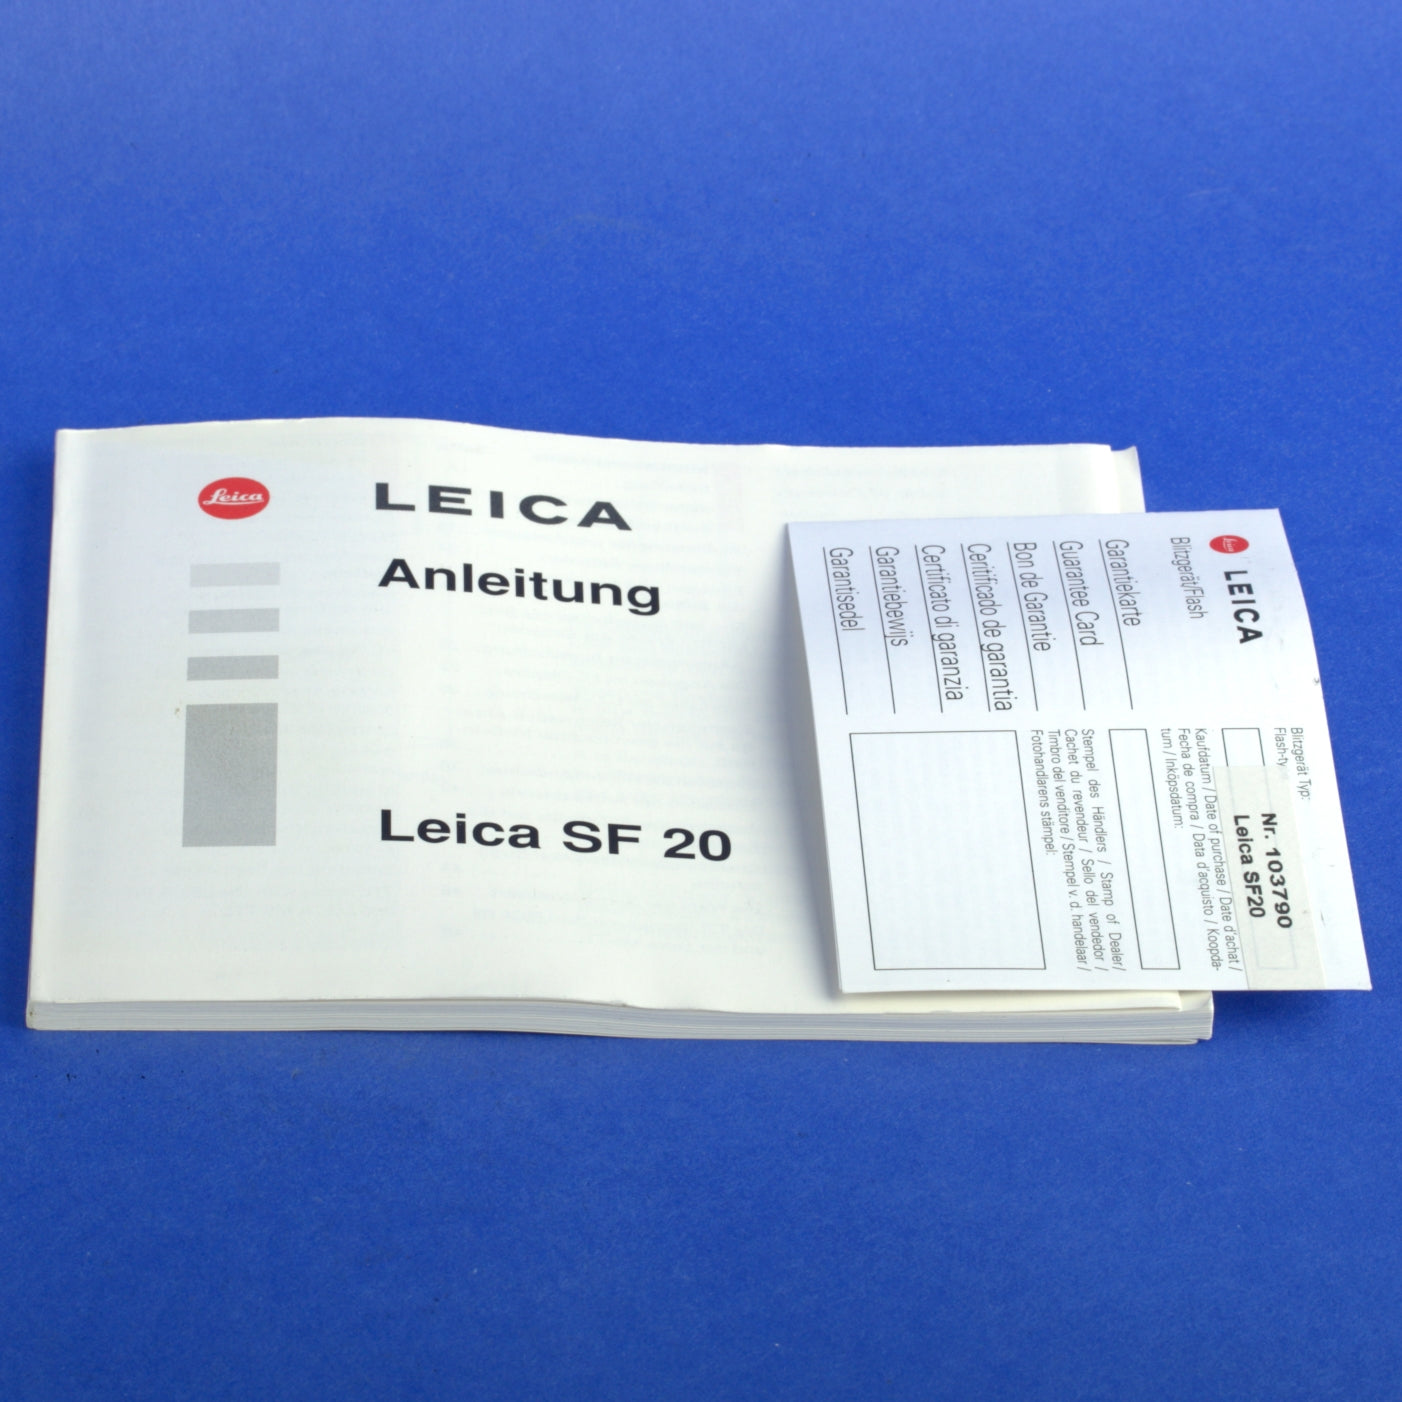 Leica
LEICA
Anleitung
Leica SF 20
Leica
LEICA
Blitzgerät/Flash
Garantiekarte
Guarantee Card
Bon de Garantie
Ceritificado de garantia
Certificato di garanzia
Garantiebewijs
Garantisedel
Blitzgerät Typ:
Flash-ty
Nr. 103790
Leica SF20
Kaufdatum / Date of purchase / Date d'achat /
Fecha de compra / Data d'acquisto / Koopda-
tum / Inköpsdatum:
Stempel des Händlers / Stamp of Dealer/
Cachet du revendeur / Sello del vendedor /
Timbro del venditore / Stempel v. d. handelaar /
Fotohandlarens stämpel: